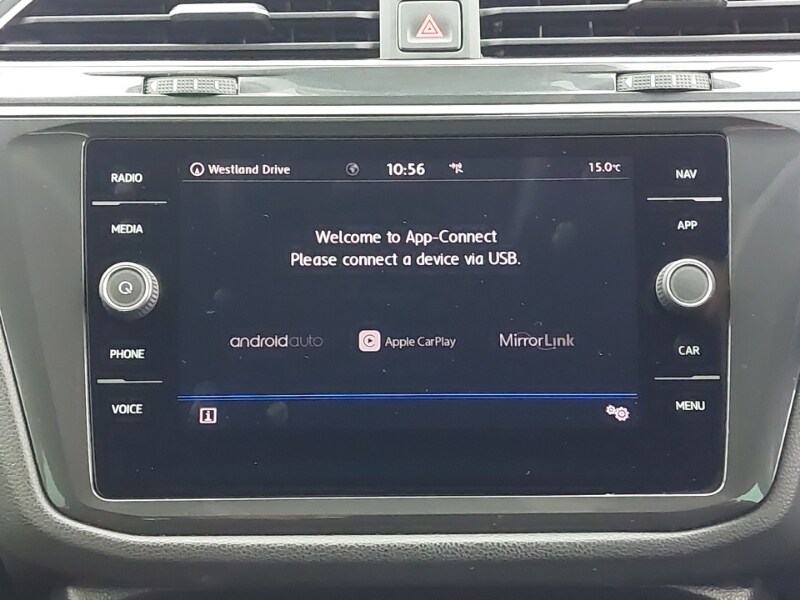 RADIO
MEDIA
PHONE
VOICE
Westland Drive 10:56 15.0°C
Welcome to App-Connect
Please connect a device via USB.
androidauto Apple CarPlay MirrorLink
i
NAV
APP
CAR
MENU